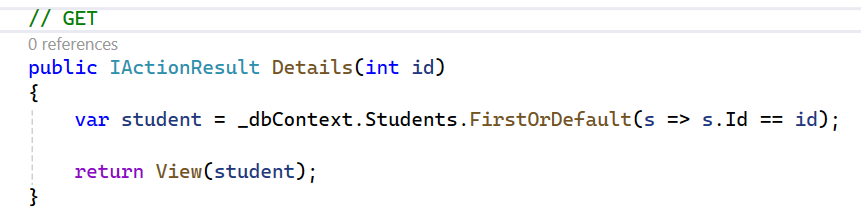 // GET
0 references
public IActionResult Details(int id)
{
    var student = _dbContext.Students.FirstOrDefault(s => s.Id == id);

    return View(student);
}